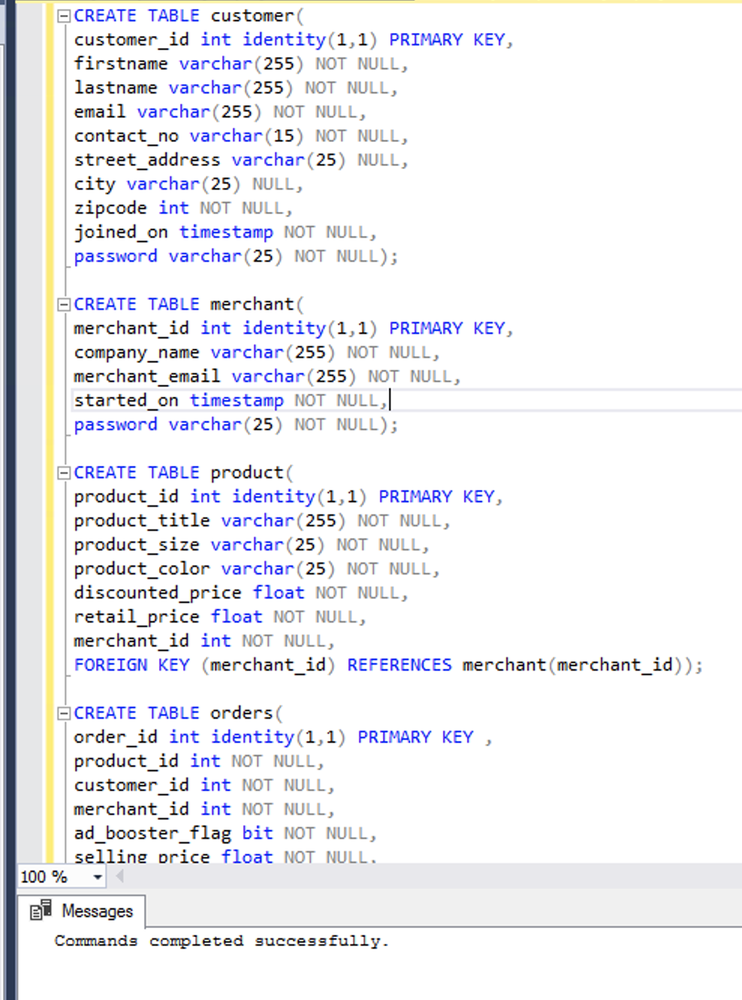 CREATE TABLE customer(
customer_id int identity(1,1) PRIMARY KEY,
firstname varchar(255) NOT NULL,
lastname varchar(255) NOT NULL,
email varchar(255) NOT NULL,
contact_no varchar(15) NOT NULL,
street_address varchar(25) NULL,
city varchar(25) NULL,
zipcode int NOT NULL,
joined_on timestamp NOT NULL,
password varchar(25) NOT NULL);
CREATE TABLE merchant(
merchant_id int identity(1,1) PRIMARY KEY,
company_name varchar(255) NOT NULL,
merchant_email varchar(255) NOT NULL,
started_on timestamp NOT NULL,
password varchar(25) NOT NULL);
CREATE TABLE product(
product_id int identity(1,1) PRIMARY KEY,
product_title varchar(255) NOT NULL,
product_size varchar(25) NOT NULL,
product_color varchar(25) NOT NULL,
discounted_price float NOT NULL,
retail_price float NOT NULL,
merchant_id int NOT NULL,
FOREIGN KEY (merchant_id) REFERENCES merchant(merchant_id));
CREATE TABLE orders(
order_id int identity(1,1) PRIMARY KEY ,
product_id int NOT NULL,
customer_id int NOT NULL,
merchant_id int NOT NULL,
ad_booster_flag bit NOT NULL,
selling_price float NOT NULL,
100 %
Messages
Commands completed successfully.